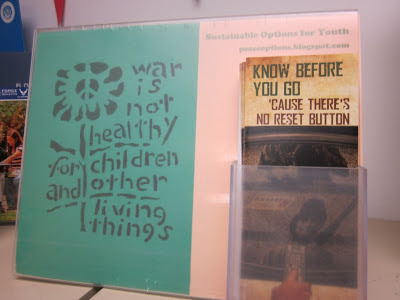 war
is
not
healthy
for children
and other
living
things
Sustainable Options for Youth
peaceoptions.blogspot.com
KNOW BEFORE
YOU GO
'CAUSE THERE'S
NO RESET BUTTON